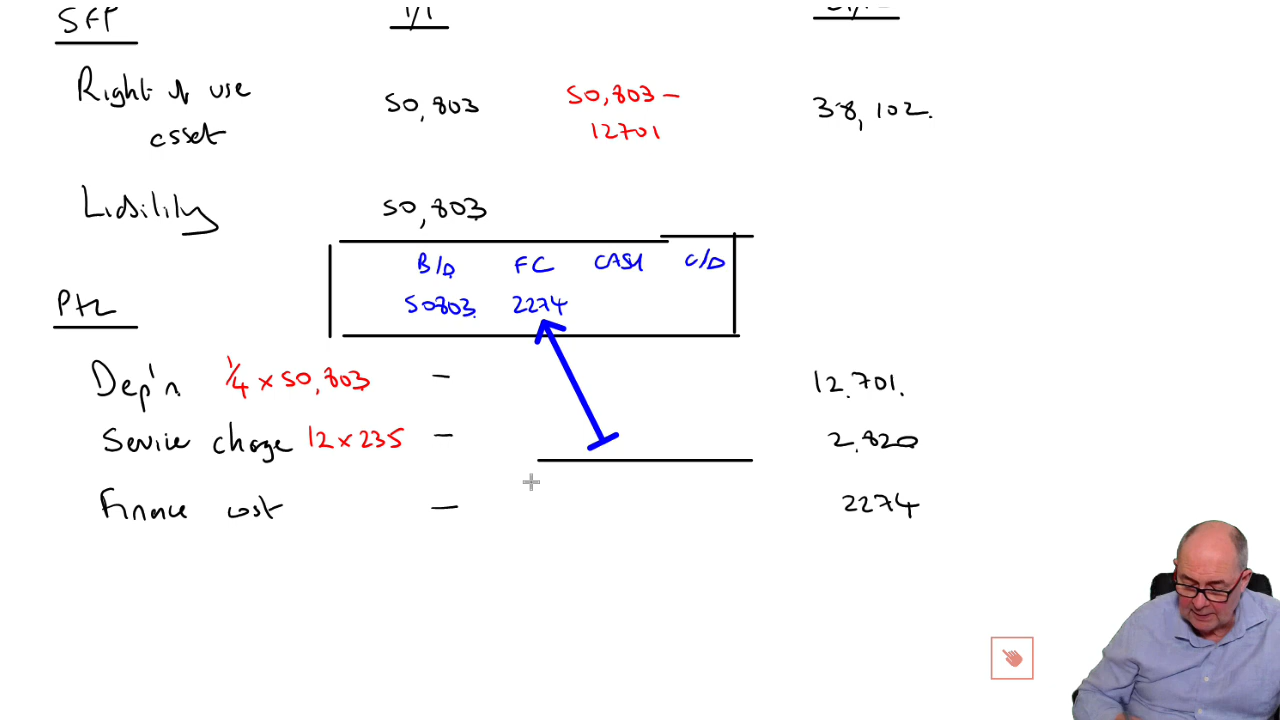 SFP 1/1
Right of use asset 50,803 50,803 – 12701 38,102.
Liability 50,803
B/D FC CASH C/D
50803. 2274
P+L
Dep'n 1/4 x 50,803 – 12.701.
Service charge 12 x 235 – 2.820
Finance cost – 2274